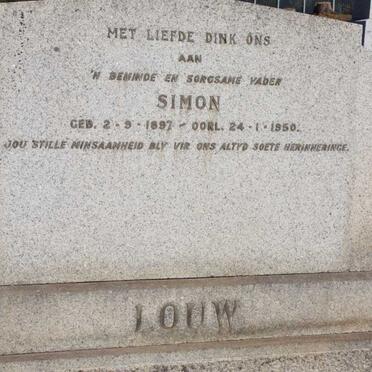 MET LIEFDE DINK ONS
AAN
'N BEMINDE EN SORGSAME VADER
SIMON
GEB. 2-9-1897 - OORL. 24-1-1950.
JOU STILLE MINSAAMHEID BLY VIR ONS ALTYD SOETE HERINNERINGE.
LOUW